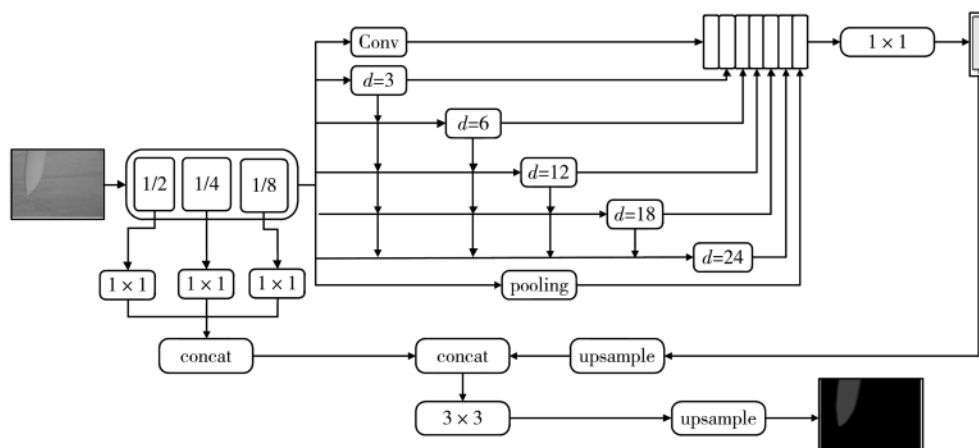 Conv
1 × 1
d=3
d=6
d=12
1/2 1/4 1/8
d=18
d=24
1 × 1 1 × 1 1 × 1 pooling
concat concat upsample
3 × 3 upsample